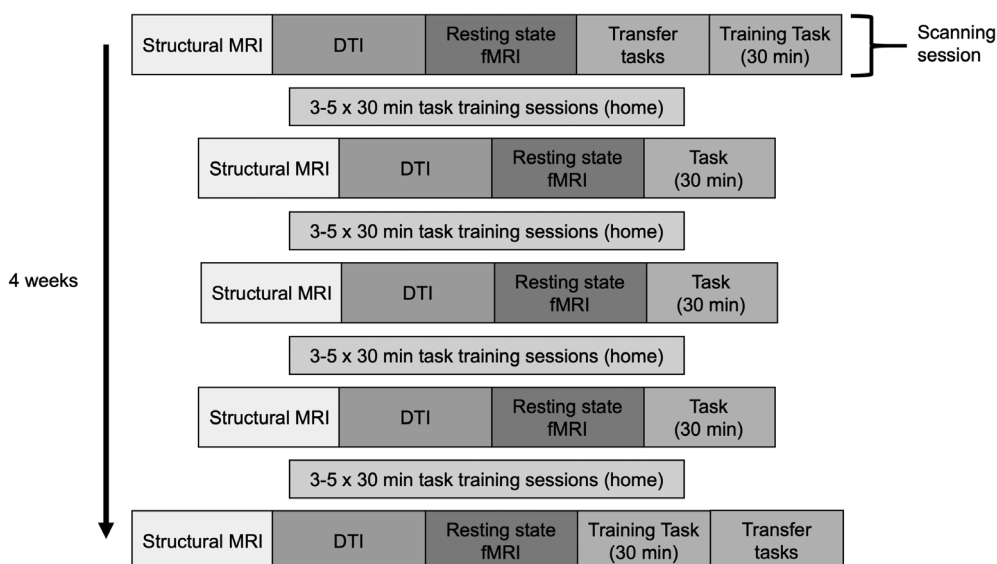 Structural MRI
DTI
Resting state
fMRI
Transfer
tasks
Training Task
(30 min)
Scanning
session
3-5 x 30 min task training sessions (home)
Structural MRI
DTI
Resting state
fMRI
Task
(30 min)
3-5 x 30 min task training sessions (home)
4 weeks
Structural MRI
DTI
Resting state
fMRI
Task
(30 min)
3-5 x 30 min task training sessions (home)
Structural MRI
DTI
Resting state
fMRI
Task
(30 min)
3-5 x 30 min task training sessions (home)
Structural MRI
DTI
Resting state
fMRI
Training Task
(30 min)
Transfer
tasks